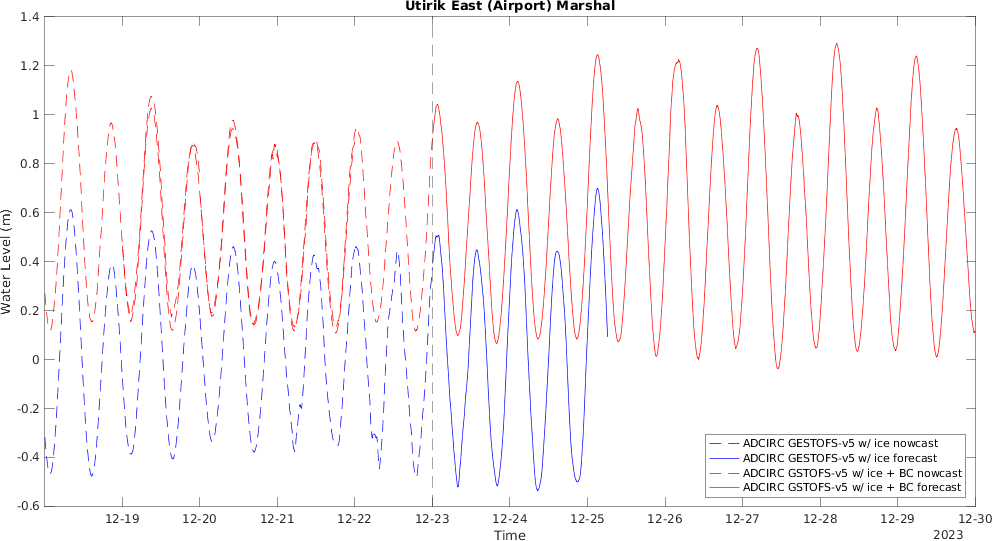 Utirik East (Airport) Marshal
Water Level (m)
1.4
1.2
1
0.8
0.6
0.4
0.2
0
-0.2
-0.4
-0.6
ADCIRC GESTOFS-v5 w/ ice nowcast
ADCIRC GESTOFS-v5 w/ ice forecast
ADCIRC GSTOFS-v5 w/ ice + BC nowcast
ADCIRC GSTOFS-v5 w/ ice + BC forecast
12-19 12-20 12-21 12-22 12-23 12-24 12-25 12-26 12-27 12-28 12-29 12-30
Time
2023